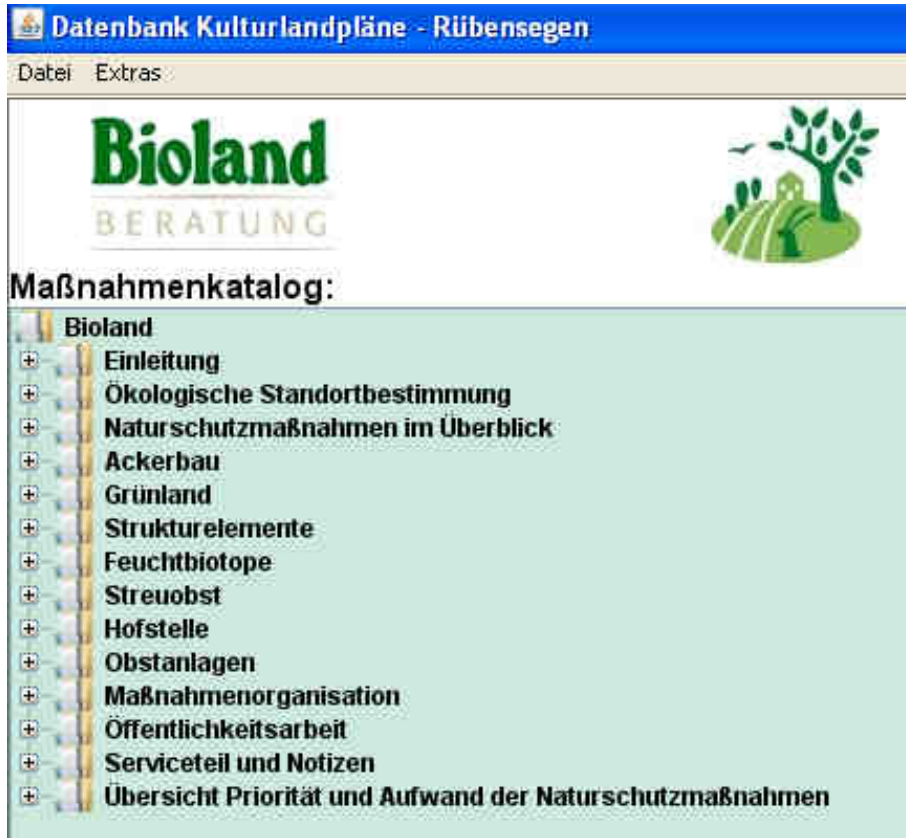 Datenbank Kulturlandpläne - Rübensegen
Datei Extras
Bioland
BERATUNG
Maßnahmenkatalog:
Bioland
Einleitung
Ökologische Standortbestimmung
Naturschutzmaßnahmen im Überblick
Ackerbau
Grünland
Strukturelemente
Feuchtbiotope
Streuobst
Hofstelle
Obstanlagen
Maßnahmenorganisation
Öffentlichkeitsarbeit
Serviceteil und Notizen
Übersicht Priorität und Aufwand der Naturschutzmaßnahmen